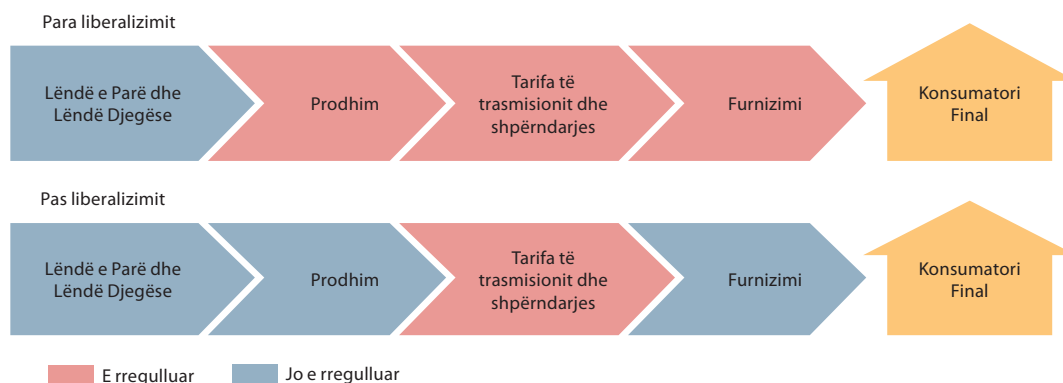 Para liberalizimit
Lëndë e Parë dhe
Lëndë Djegëse
Prodhim
Tarifa të
trasmisionit dhe
shpërndarjes
Furnizimi
Konsumatori
Final
Pas liberalizimit
Lëndë e Parë dhe
Lëndë Djegëse
Prodhim
Tarifa të
trasmisionit dhe
shpërndarjes
Furnizimi
Konsumatori
Final
E rregulluar
Jo e rregulluar